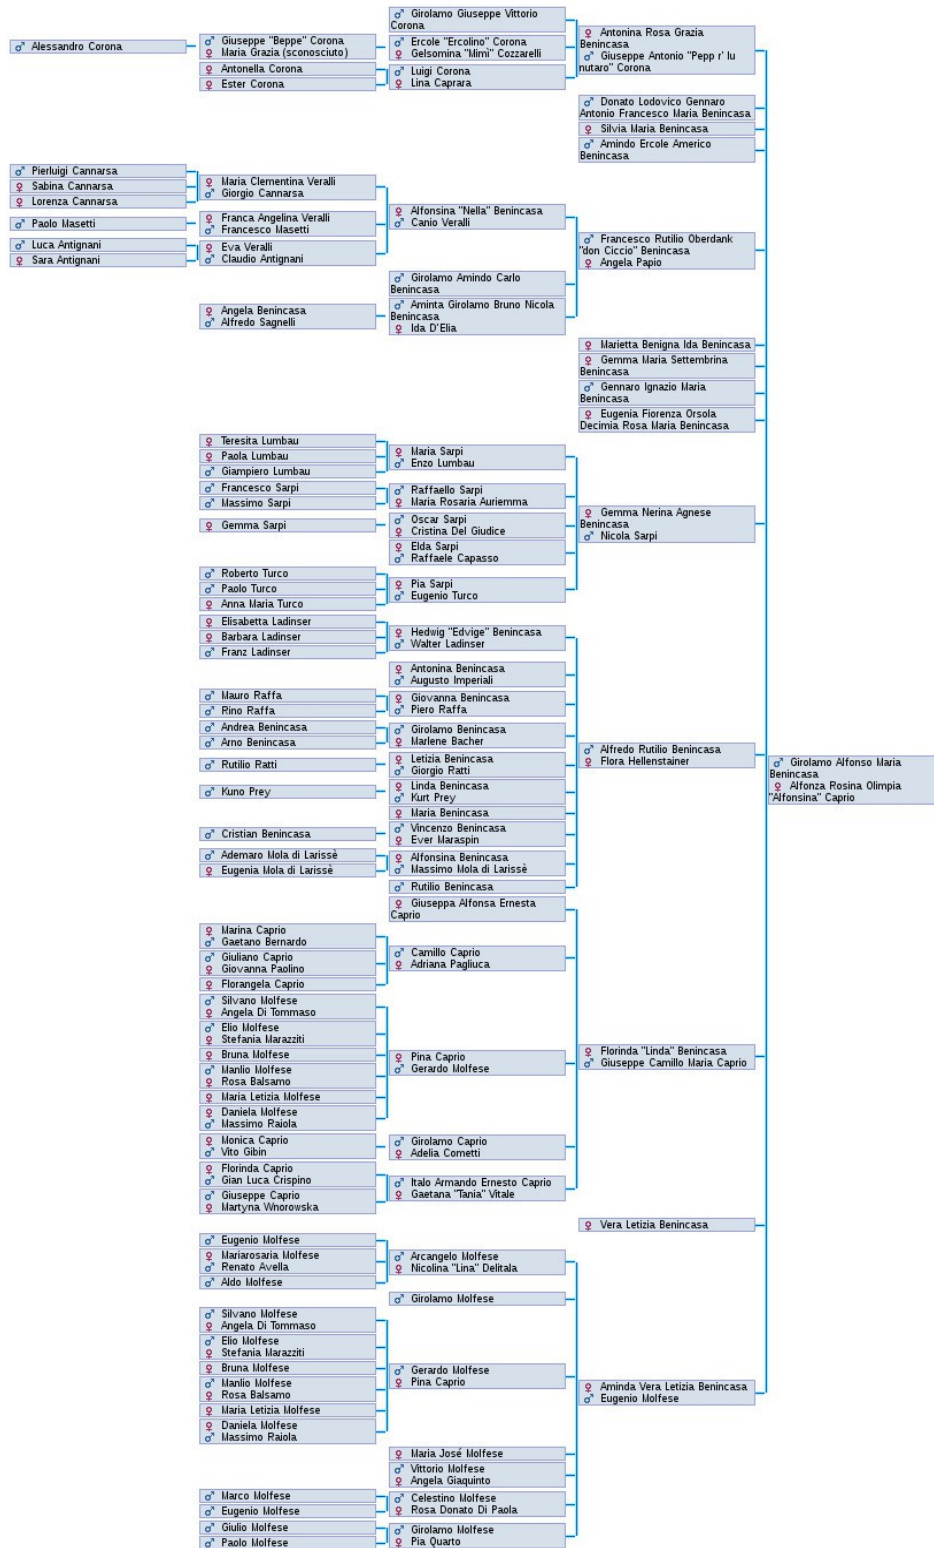 ♂ Girolamo Giuseppe Vittorio
Corona
♂ Alessandro Corona
♂ Giuseppe "Beppe" Corona
♀ Maria Grazia (sconosciuto)
♂ Ercole "Ercolino" Corona
♀ Gelsomina "Mimì" Cozzarelli
♀ Antonina Rosa Grazia
Benincasa
♂ Giuseppe Antonio "Pepp r' lu
nutaro" Corona
♀ Antonella Corona
♀ Ester Corona
♂ Luigi Corona
♀ Lina Caprara
♂ Donato Lodovico Gennaro
Antonio Francesco Maria Benincasa
♀ Silvia Maria Benincasa
♂ Amindo Ercole Americo
Benincasa
♂ Pierluigi Cannarsa
♀ Sabina Cannarsa
♀ Lorenza Cannarsa
♀ Maria Clementina Veralli
♂ Giorgio Cannarsa
♂ Paolo Masetti
♀ Franca Angelina Veralli
♂ Francesco Masetti
♀ Alfonsina "Nella" Benincasa
♂ Canio Veralli
♂ Luca Antignani
♀ Sara Antignani
♀ Eva Veralli
♂ Claudio Antignani
♂ Francesco Rutilio Oberdank
"don Ciccio" Benincasa
♀ Angela Papio
♂ Girolamo Amindo Carlo
Benincasa
♀ Angela Benincasa
♂ Alfredo Sagnelli
♂ Aminta Girolamo Bruno Nicola
Benincasa
♀ Ida D'Elia
♀ Marietta Benigna Ida Benincasa
♀ Gemma Maria Settembrina
Benincasa
♂ Gennaro Ignazio Maria
Benincasa
♀ Eugenia Fiorenza Orsola
Decimia Rosa Maria Benincasa
♀ Teresita Lumbau
♀ Paola Lumbau
♂ Giampiero Lumbau
♀ Maria Sarpi
♂ Enzo Lumbau
♂ Francesco Sarpi
♂ Massimo Sarpi
♂ Raffaello Sarpi
♀ Maria Rosaria Auriemma
♀ Gemma Sarpi
♂ Oscar Sarpi
♀ Cristina Del Giudice
♀ Gemma Nerina Agnese
Benincasa
♂ Nicola Sarpi
♀ Elda Sarpi
♂ Raffaele Capasso
♂ Roberto Turco
♂ Paolo Turco
♀ Anna Maria Turco
♀ Pia Sarpi
♂ Eugenio Turco
♀ Elisabetta Ladinser
♀ Barbara Ladinser
♂ Franz Ladinser
♀ Hedwig "Edvige" Benincasa
♂ Walter Ladinser
♀ Antonina Benincasa
♂ Augusto Imperiali
♂ Mauro Raffa
♂ Rino Raffa
♀ Giovanna Benincasa
♂ Piero Raffa
♂ Andrea Benincasa
♂ Arno Benincasa
♂ Girolamo Benincasa
♀ Marlene Bacher
♂ Rutilio Ratti
♀ Letizia Benincasa
♂ Giorgio Ratti
♂ Alfredo Rutilio Benincasa
♀ Flora Hellenstainer
♂ Girolamo Alfonso Maria
Benincasa
♀ Alfonza Rosina Olimpia
"Alfonsina" Caprio
♂ Kuno Prey
♀ Linda Benincasa
♂ Kurt Prey
♀ Maria Benincasa
♂ Cristian Benincasa
♂ Vincenzo Benincasa
♀ Ever Maraspin
♂ Ademaro Mola di Larissè
♀ Eugenia Mola di Larissè
♀ Alfonsina Benincasa
♂ Massimo Mola di Larissè
♂ Rutilio Benincasa
♀ Giuseppa Alfonsa Ernesta
Caprio
♀ Marina Caprio
♂ Gaetano Bernardo
♂ Giuliano Caprio
♀ Giovanna Paolino
♀ Florangela Caprio
♂ Camillo Caprio
♀ Adriana Pagliuca
♂ Silvano Molfese
♀ Angela Di Tommaso
♂ Elio Molfese
♀ Stefania Marazziti
♀ Bruna Molfese
♂ Manlio Molfese
♀ Rosa Balsamo
♀ Maria Letizia Molfese
♀ Daniela Molfese
♂ Massimo Raiola
♀ Pina Caprio
♂ Gerardo Molfese
♀ Florinda "Linda" Benincasa
♂ Giuseppe Camillo Maria Caprio
♀ Monica Caprio
♂ Vito Gibin
♂ Girolamo Caprio
♀ Adelia Cometti
♀ Florinda Caprio
♂ Gian Luca Crispino
♂ Giuseppe Caprio
♀ Martyna Wnorowska
♂ Italo Armando Ernesto Caprio
♀ Gaetana "Tania" Vitale
♀ Vera Letizia Benincasa
♂ Eugenio Molfese
♀ Mariarosaria Molfese
♂ Renato Avella
♂ Aldo Molfese
♂ Arcangelo Molfese
♀ Nicolina "Lina" Delitala
♂ Girolamo Molfese
♂ Silvano Molfese
♀ Angela Di Tommaso
♂ Elio Molfese
♀ Stefania Marazziti
♀ Bruna Molfese
♂ Manlio Molfese
♀ Rosa Balsamo
♀ Maria Letizia Molfese
♀ Daniela Molfese
♂ Massimo Raiola
♂ Gerardo Molfese
♀ Pina Caprio
♀ Aminda Vera Letizia Benincasa
♂ Eugenio Molfese
♀ Maria José Molfese
♂ Vittorio Molfese
♀ Angela Giaquinto
♂ Marco Molfese
♂ Eugenio Molfese
♂ Celestino Molfese
♀ Rosa Donato Di Paola
♂ Giulio Molfese
♂ Paolo Molfese
♂ Girolamo Molfese
♀ Pia Quarto